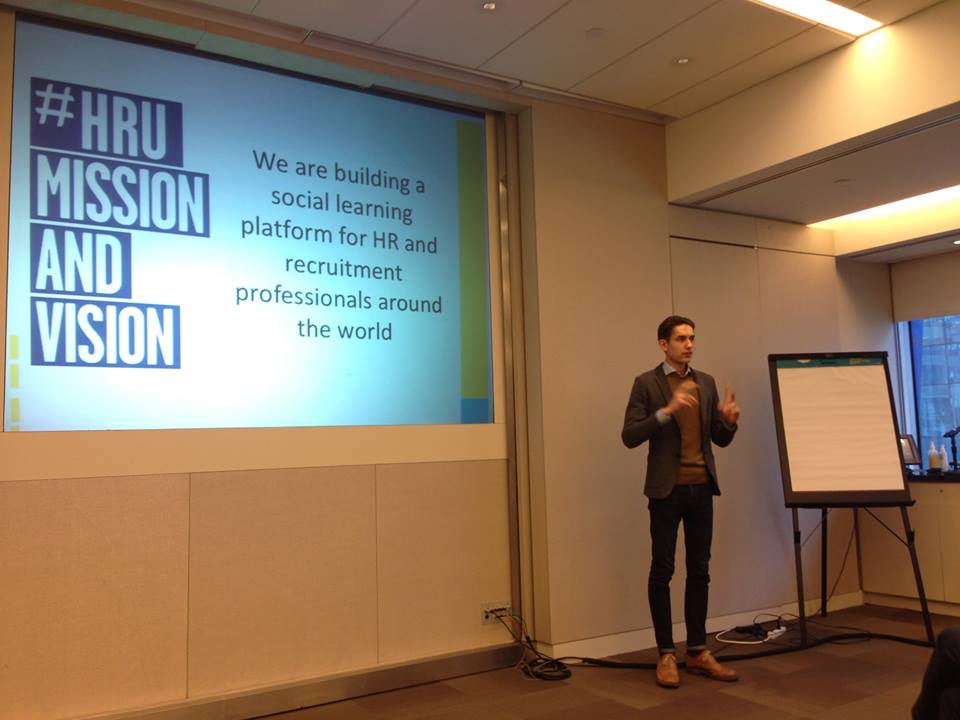 #HRU
MISSION
AND
VISION
We are building a
social learning
platform for HR and
recruitment
professionals around
the world